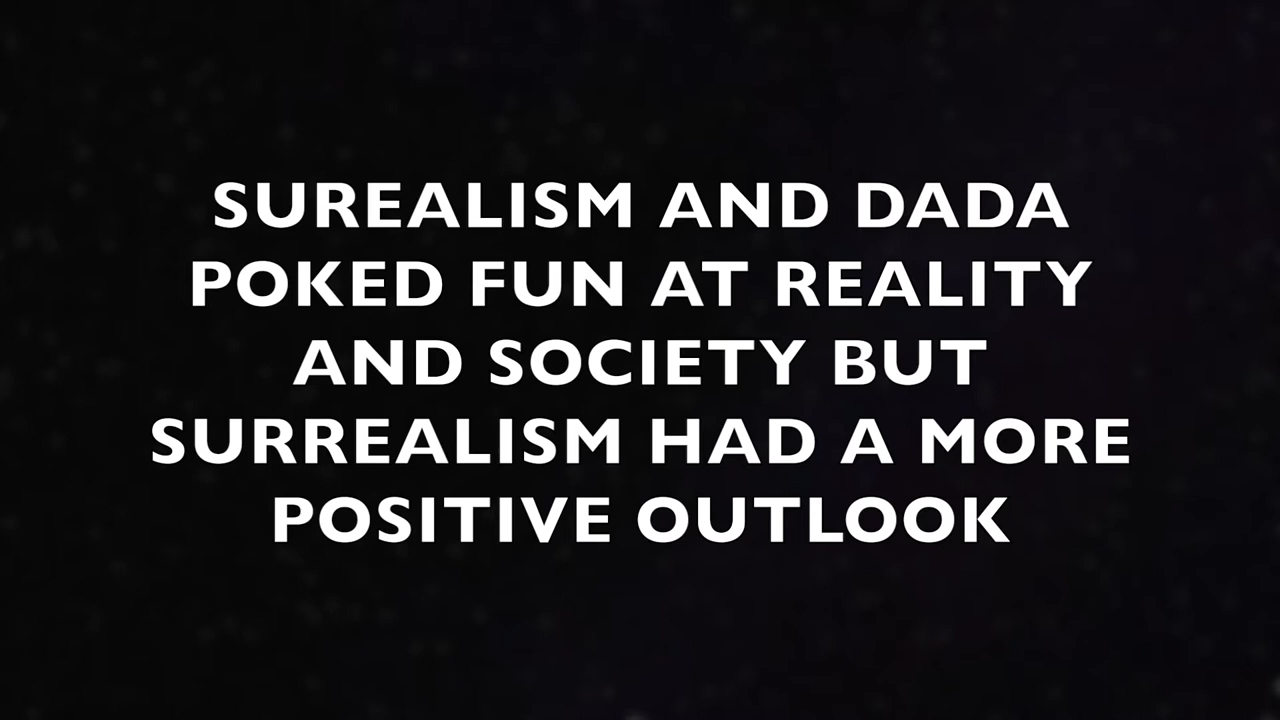 SUREALISM AND DADA
POKED FUN AT REALITY
AND SOCIETY BUT
SURREALISM HAD A MORE
POSITIVE OUTLOOK